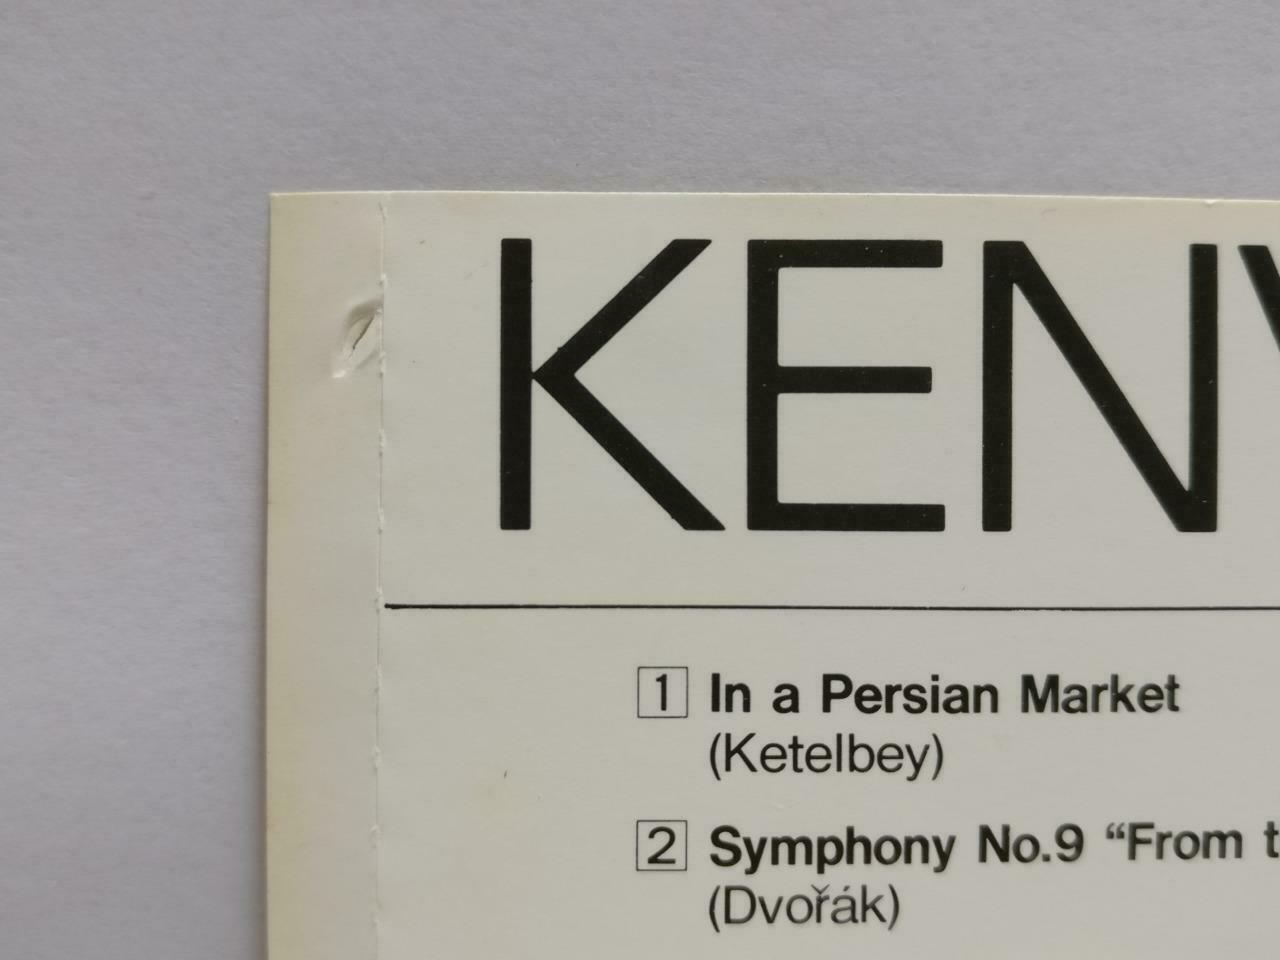 KEN
1 In a Persian Market
(Ketelbey)
2 Symphony No.9 “From
(Dvořák)